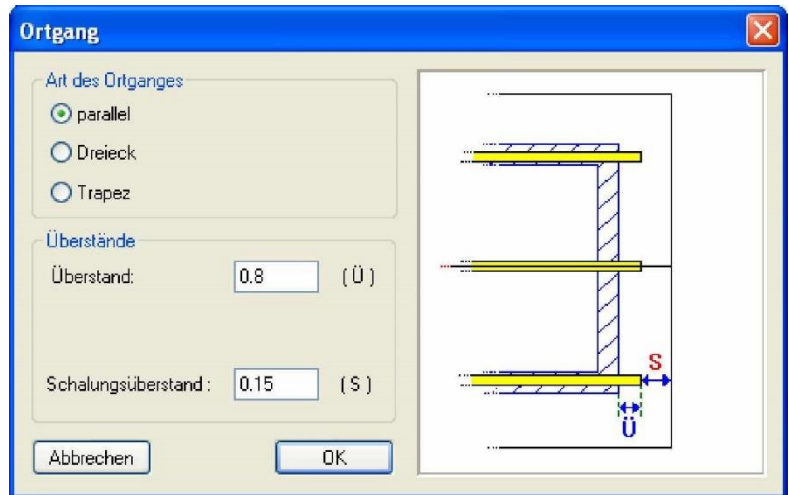 Ortgang
Art des Ortganges
parallel
Dreieck
Trapez
Überstände
Überstand: 0.8 (Ü)
Schalungsüberstand : 0.15 (S)
Abbrechen OK
S
Ü